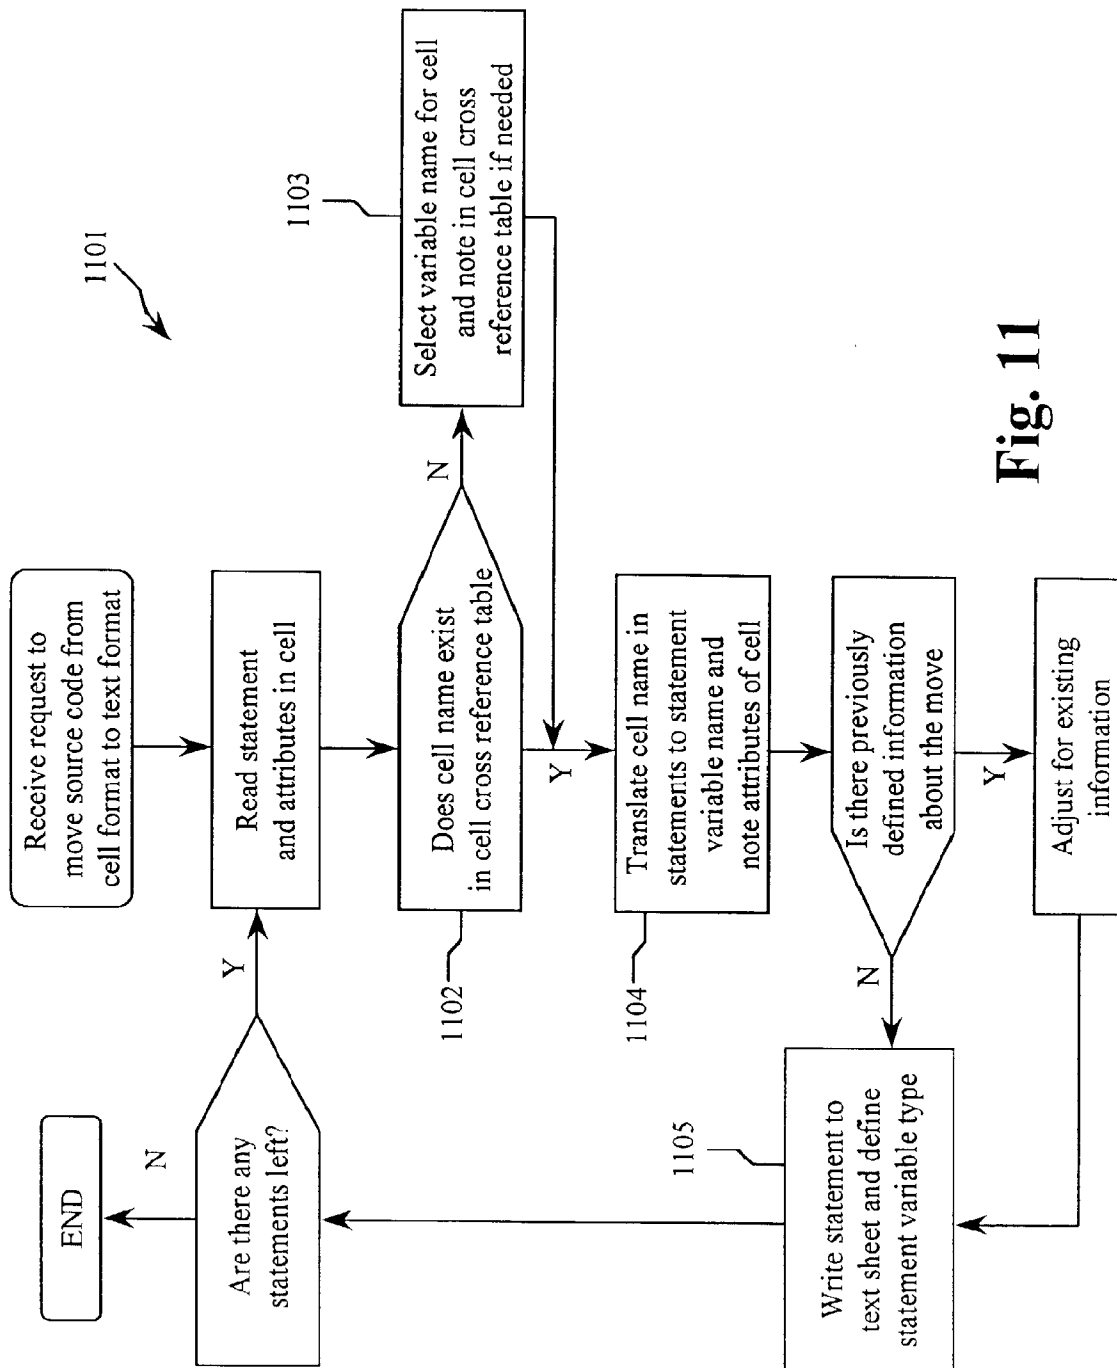 Receive request to
move source code from
cell format to text format
Read statement
and attributes in cell
Does cell name exist
in cell cross reference table
1102
N
Y
Select variable name for cell
and note in cell cross
reference table if needed
1103
1101
Translate cell name in
statements to statement
variable name and
note attributes of cell
1104
Is there previously
defined information
about the move
N
Y
Adjust for existing
information
Write statement to
text sheet and define
statement variable type
1105
Are there any
statements left?
Y
N
END
Fig. 11